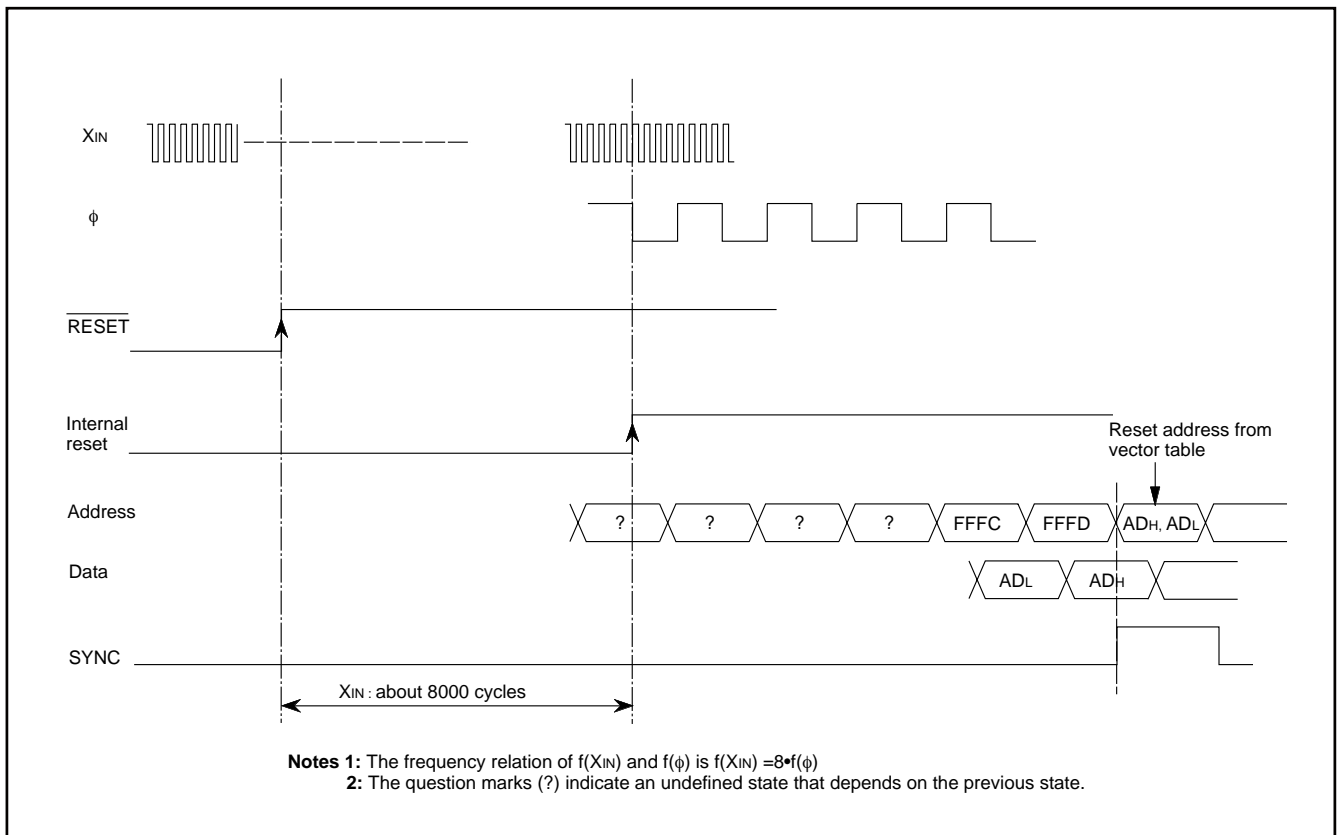 XIN
ϕ
RESET
Internal
reset
Reset address from
vector table
Address
? ? ? ? FFFC FFFD ADH, ADL
Data
ADL ADH
SYNC
XIN : about 8000 cycles
Notes 1: The frequency relation of f(XIN) and f(ϕ) is f(XIN) =8•f(ϕ)
2: The question marks (?) indicate an undefined state that depends on the previous state.